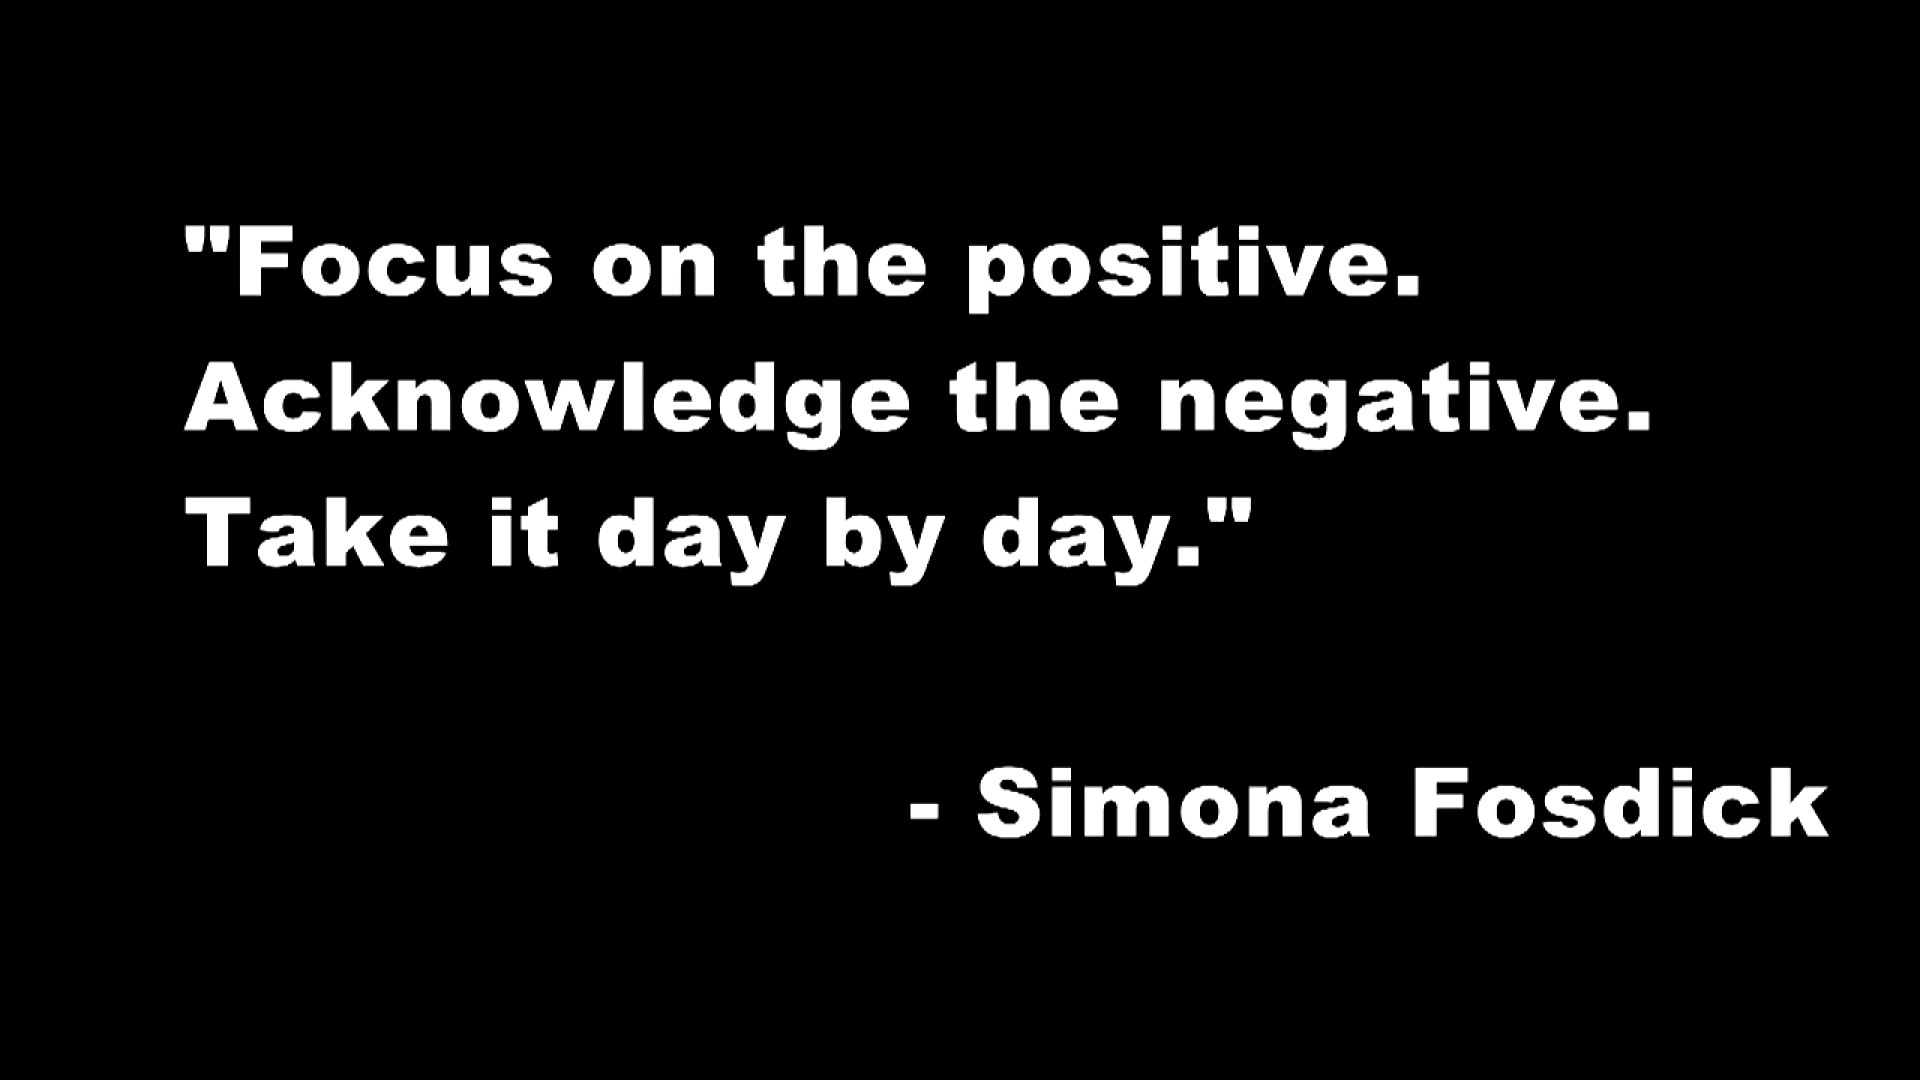 "Focus on the positive.
Acknowledge the negative.
Take it day by day."
- Simona Fosdick